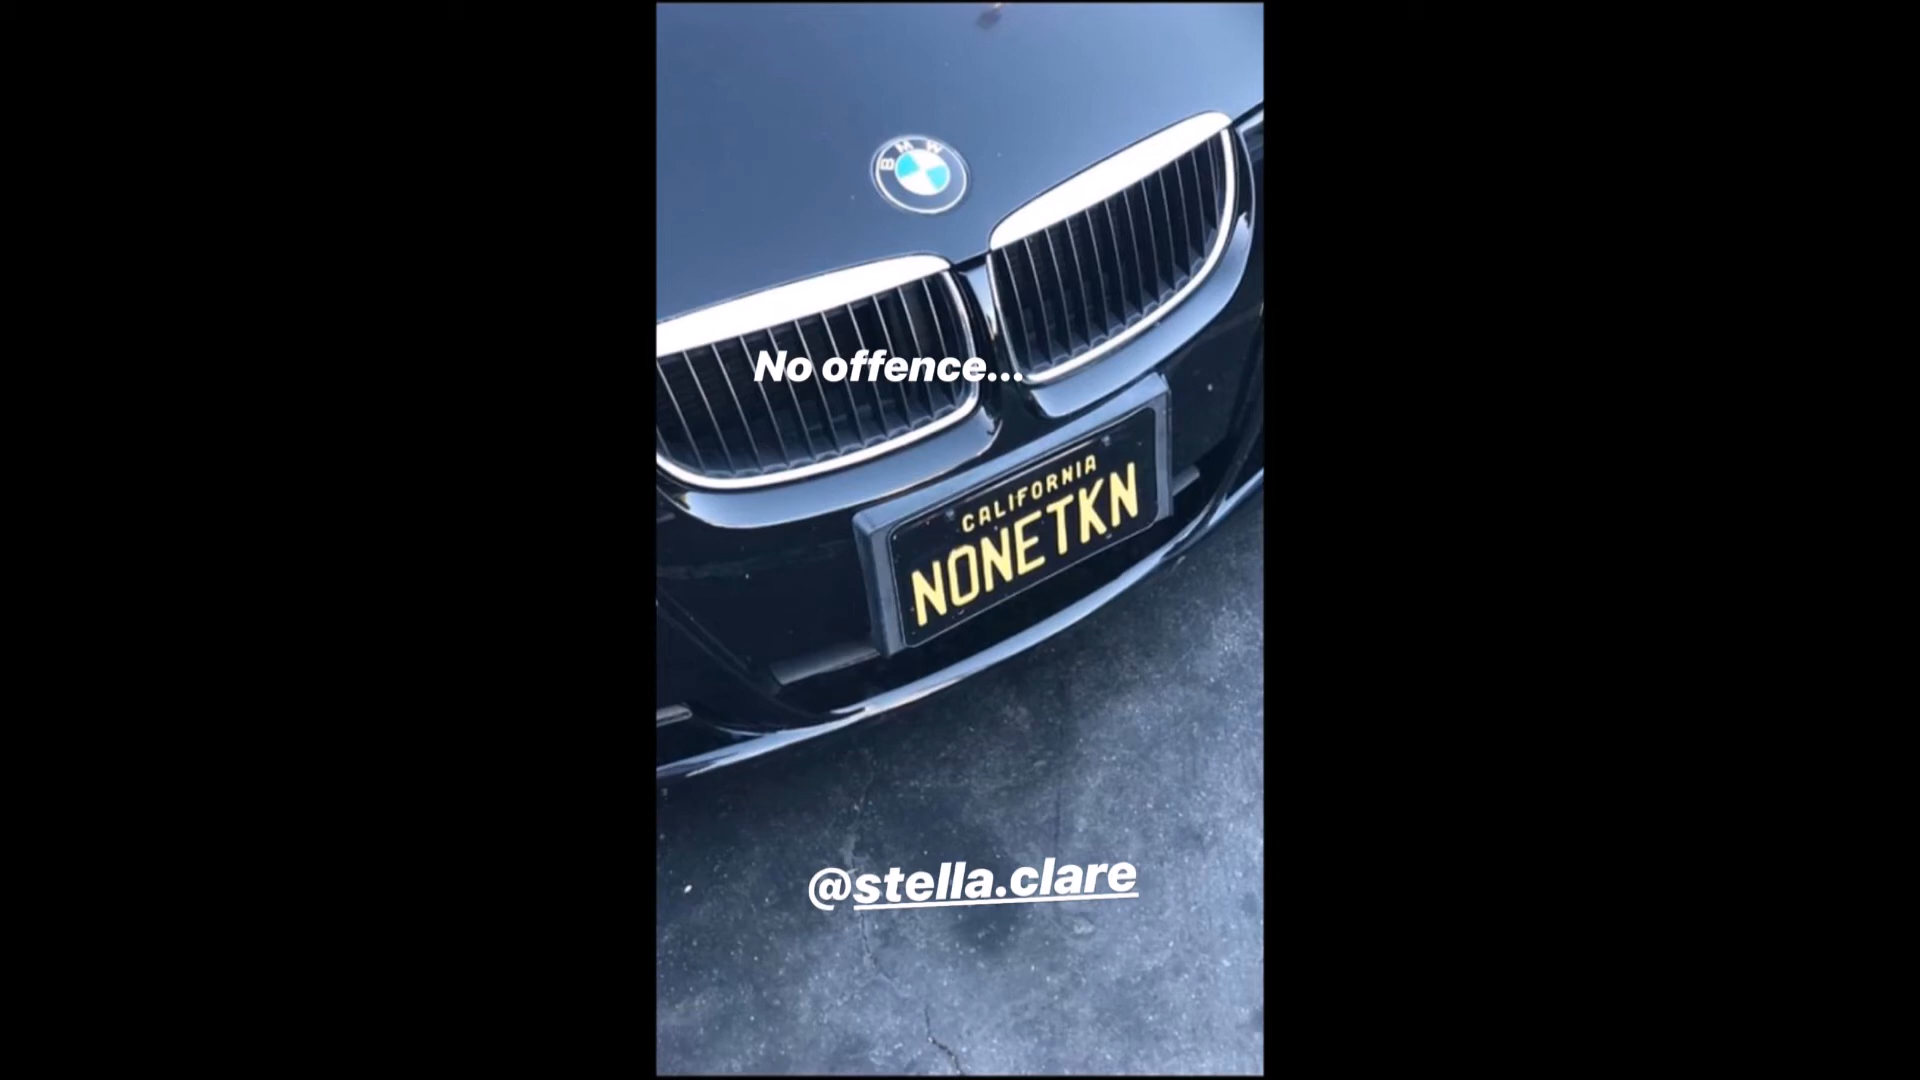 BMW
No offence...
CALIFORNIA
NONETKN
@stella.clare